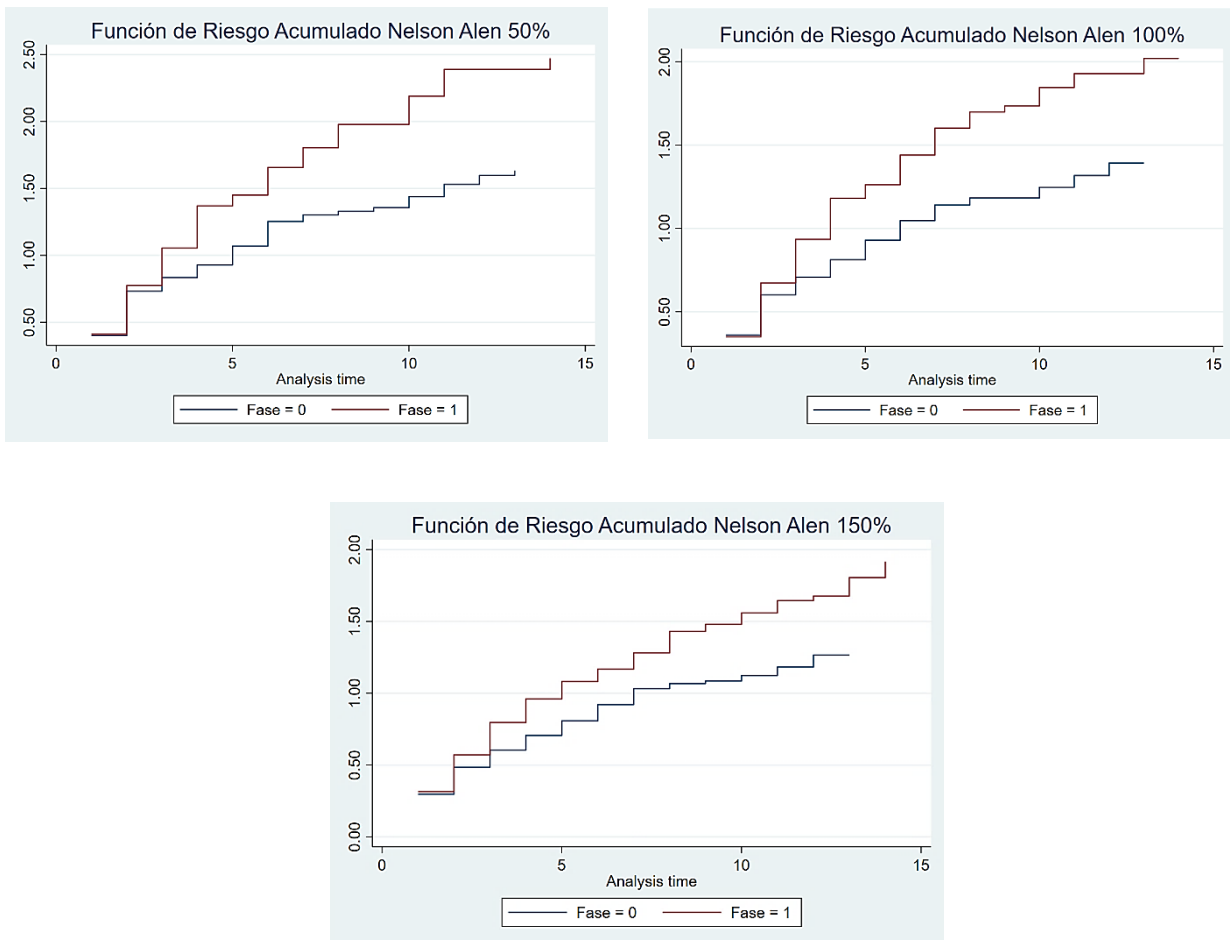 Función de Riesgo Acumulado Nelson Alen 50%
2.50
2.00
1.50
1.00
0.50
0 5 10 15
Analysis time
Fase = 0 Fase = 1
Función de Riesgo Acumulado Nelson Alen 100%
2.00
1.50
1.00
0.50
0 5 10 15
Analysis time
Fase = 0 Fase = 1
Función de Riesgo Acumulado Nelson Alen 150%
2.00
1.50
1.00
0.50
0.00
0 5 10 15
Analysis time
Fase = 0 Fase = 1